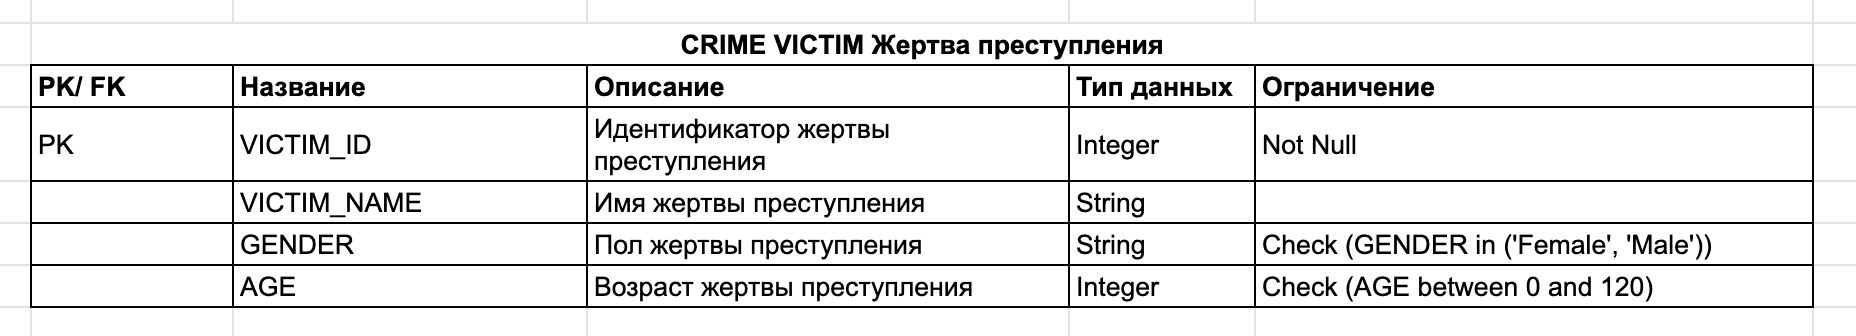 CRIME VICTIM Жертва преступления
PK/ FK Название Описание Тип данных Ограничение
PK VICTIM_ID Идентификатор жертвы преступления Integer Not Null
VICTIM_NAME Имя жертвы преступления String
GENDER Пол жертвы преступления String Check (GENDER in ('Female', 'Male'))
AGE Возраст жертвы преступления Integer Check (AGE between 0 and 120)